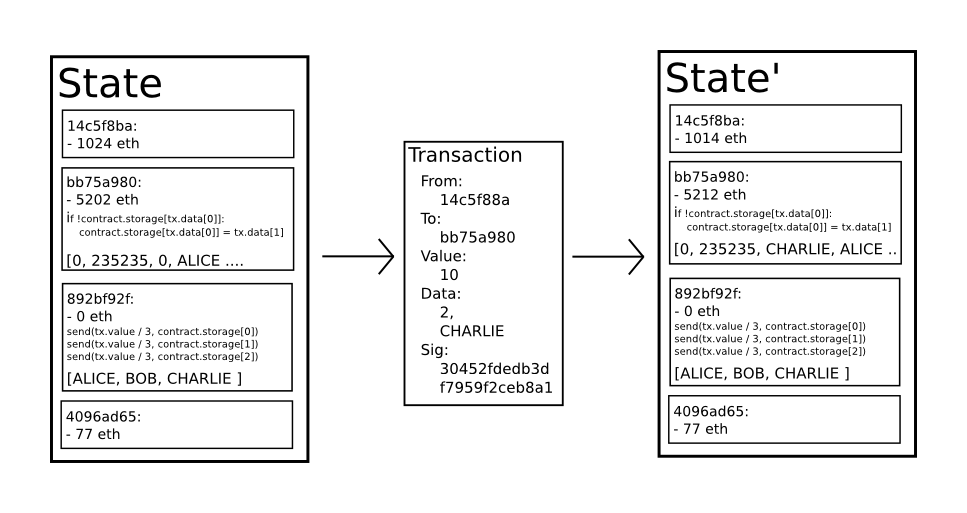 State
14c5f8ba:
- 1024 eth
bb75a980:
- 5202 eth
if !contract.storage[tx.data[0]]:
contract.storage[tx.data[0]] = tx.data[1]
[0, 235235, 0, ALICE ....
892bf92f:
- 0 eth
send(tx.value / 3, contract.storage[0])
send(tx.value / 3, contract.storage[1])
send(tx.value / 3, contract.storage[2])
[ALICE, BOB, CHARLIE ]
4096ad65:
- 77 eth
Transaction
From:
14c5f88a
To:
bb75a980
Value:
10
Data:
2,
CHARLIE
Sig:
30452fdedb3d
f7959f2ceb8a1
State'
14c5f8ba:
- 1014 eth
bb75a980:
- 5212 eth
if !contract.storage[tx.data[0]]:
contract.storage[tx.data[0]] = tx.data[1]
[0, 235235, CHARLIE, ALICE ..
892bf92f:
- 0 eth
send(tx.value / 3, contract.storage[0])
send(tx.value / 3, contract.storage[1])
send(tx.value / 3, contract.storage[2])
[ALICE, BOB, CHARLIE ]
4096ad65:
- 77 eth